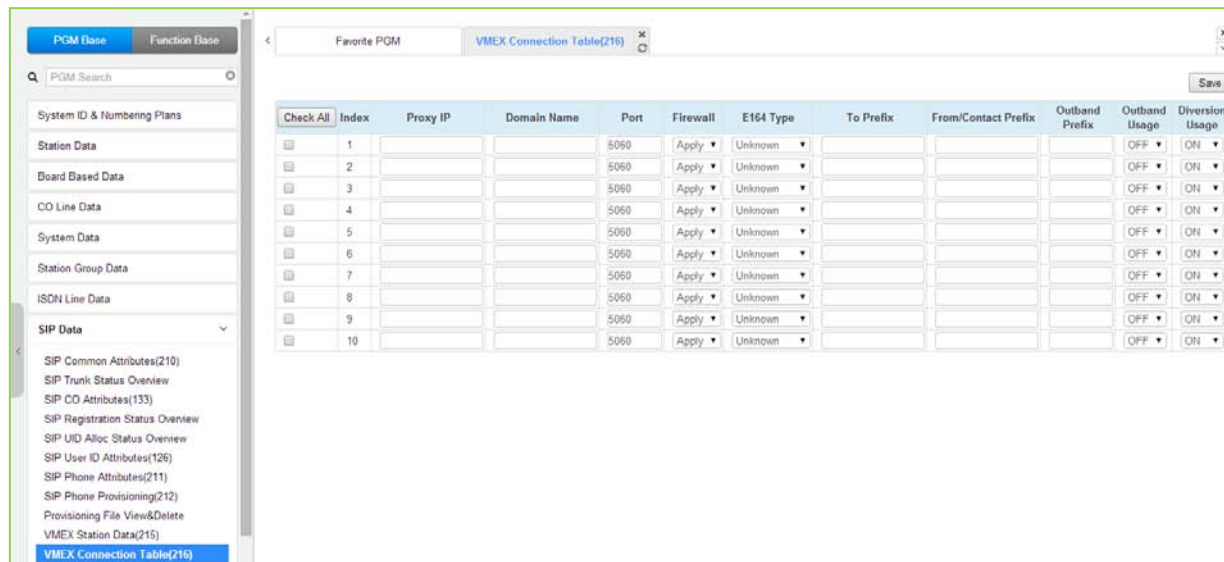 PGM Base Function Base
PGM Search
System ID & Numbering Plans
Station Data
Board Based Data
CO Line Data
System Data
Station Group Data
ISDN Line Data
SIP Data
SIP Common Attributes(210)
SIP Trunk Status Overview
SIP CO Attributes(133)
SIP Registration Status Overview
SIP UID Alloc Status Overview
SIP User ID Attributes(126)
SIP Phone Attributes(211)
SIP Phone Provisioning(212)
Provisioning File View&Delete
VMEX Station Data(215)
VMEX Connection Table(216)
Favorite PGM VMEX Connection Table(216)
Save
Check All Index Proxy IP Domain Name Port Firewall E164 Type To Prefix From/Contact Prefix Outband Prefix Outband Usage Diversion Usage
1 5060 Apply Unknown OFF ON
2 5060 Apply Unknown OFF ON
3 5060 Apply Unknown OFF ON
4 5060 Apply Unknown OFF ON
5 5060 Apply Unknown OFF ON
6 5060 Apply Unknown OFF ON
7 5060 Apply Unknown OFF ON
8 5060 Apply Unknown OFF ON
9 5060 Apply Unknown OFF ON
10 5060 Apply Unknown OFF ON